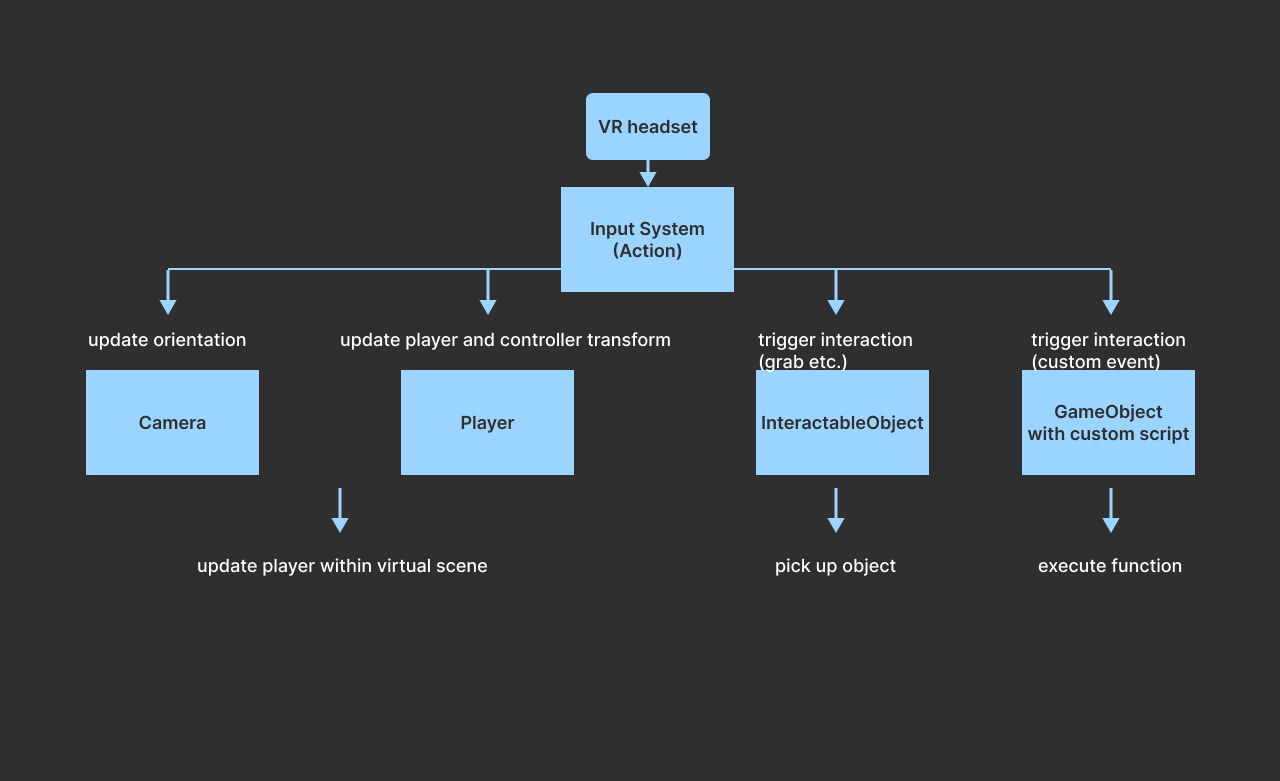 VR headset
Input System
(Action)
update orientation
update player and controller transform
trigger interaction
(grab etc.)
trigger interaction
(custom event)
Camera
Player
InteractableObject
GameObject
with custom script
update player within virtual scene
pick up object
execute function